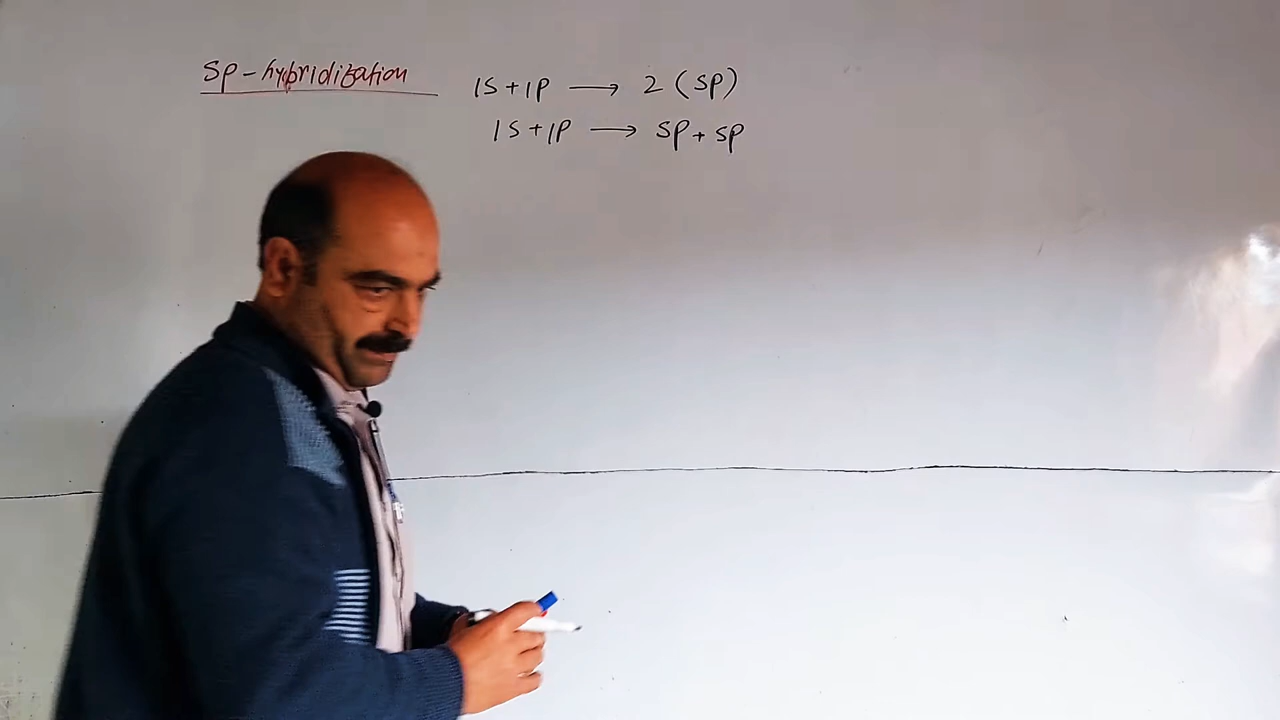 sp-hybridization
1s+1p → 2 (sp)
1s+1p → sp+sp